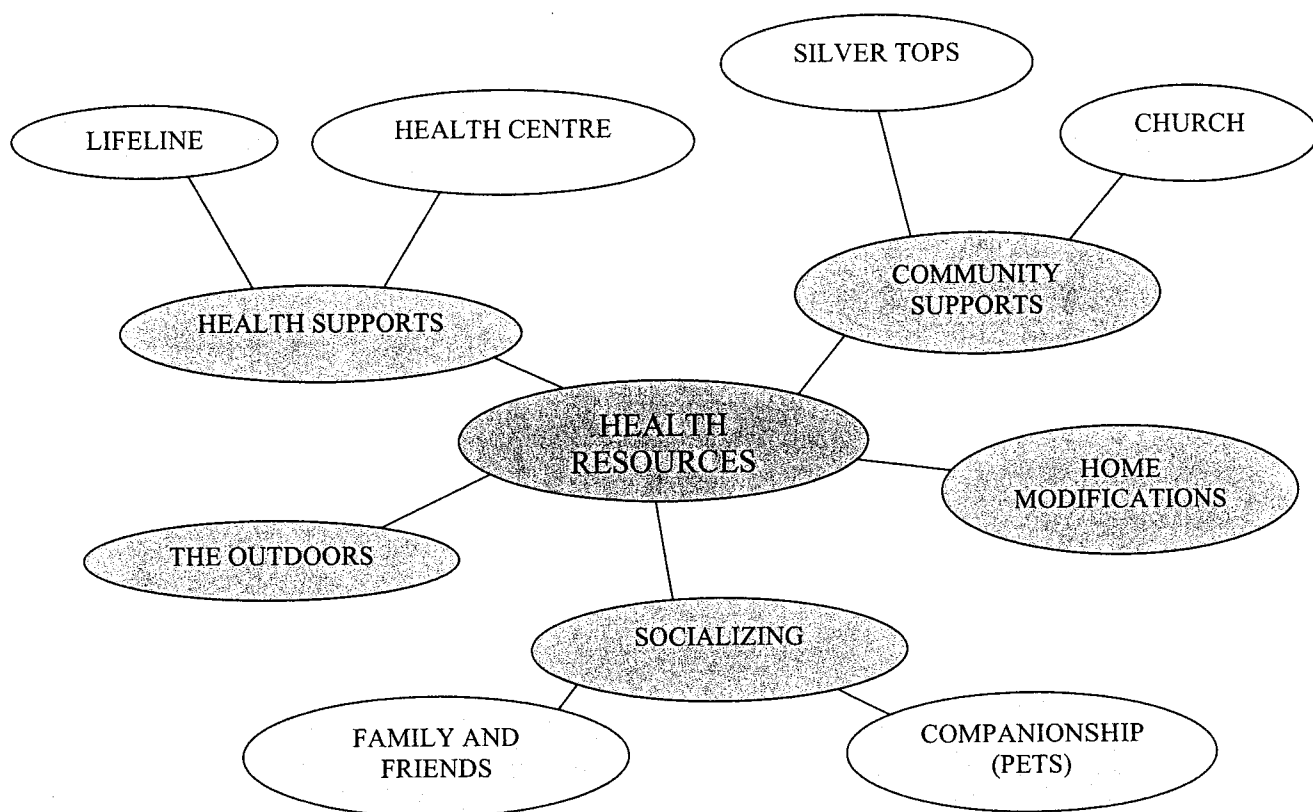 SILVER TOPS
LIFELINE
HEALTH CENTRE
CHURCH
COMMUNITY
SUPPORTS
HEALTH SUPPORTS
HEALTH
RESOURCES
HOME
MODIFICATIONS
THE OUTDOORS
SOCIALIZING
FAMILY AND
FRIENDS
COMPANIONSHIP
(PETS)